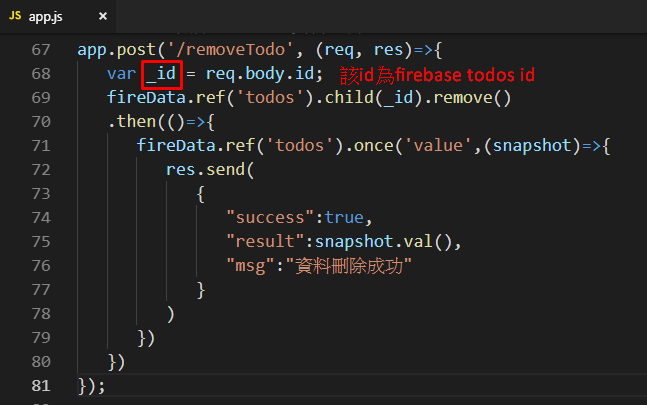 JS app.js ×
67 app.post('/removeTodo', (req, res)=>{
68 var _id = req.body.id; 該id為firebase todos id
69 fireData.ref('todos').child(_id).remove()
70 .then(()=>{
71 fireData.ref('todos').once('value',(snapshot)=>{
72 res.send(
73 {
74 "success":true,
75 "result":snapshot.val(),
76 "msg":"資料刪除成功"
77 }
78 )
79 })
80 })
81 });